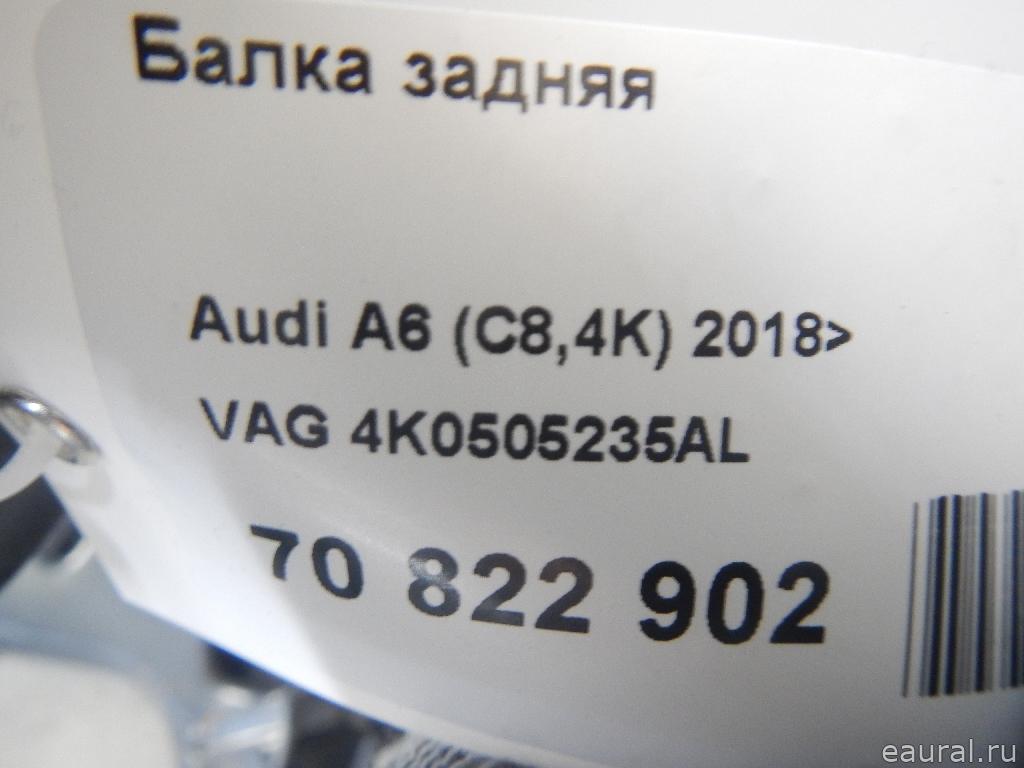 Балка задняя
Audi A6 (C8,4K) 2018>
VAG 4K0505235AL
70 822 902
eaural.ru